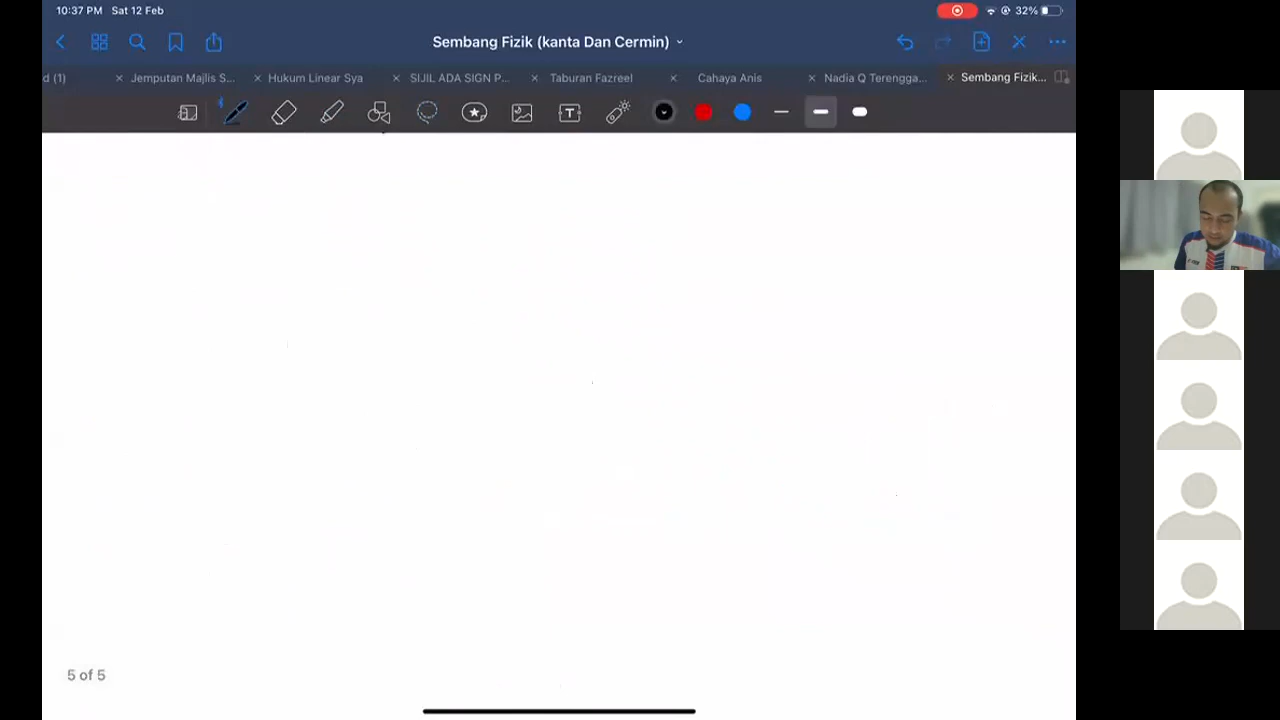 10:37 PM Sat 12 Feb 32%
Sembang Fizik (kanta Dan Cermin)
d (1) Jemputan Majlis S... Hukum Linear Sya SIJIL ADA SIGN P... Taburan Fazreel Cahaya Anis Nadia Q Terengga... Sembang Fizik...
T
5 of 5